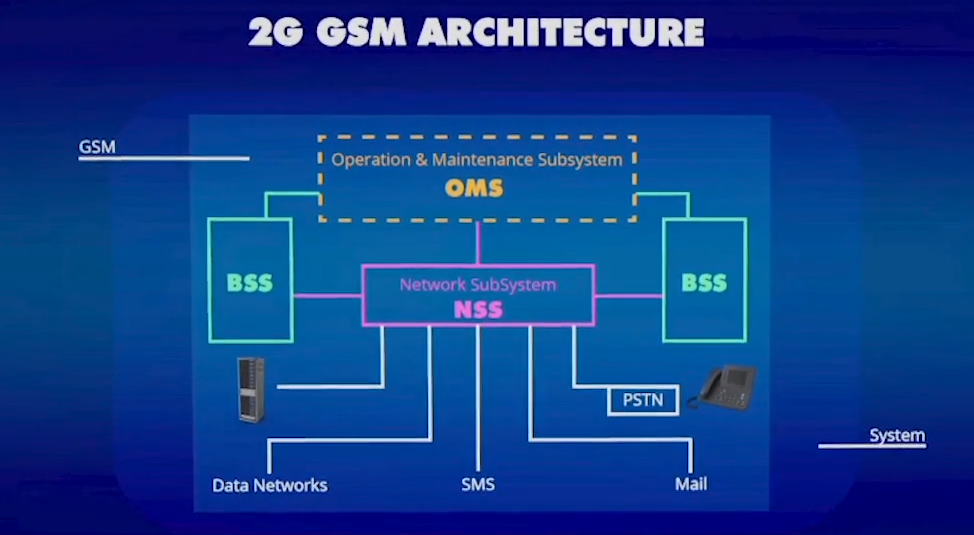 2G GSM ARCHITECTURE
GSM
Operation & Maintenance Subsystem
OMS
BSS
BSS
Network SubSystem
NSS
PSTN
System
Data Networks
SMS
Mail